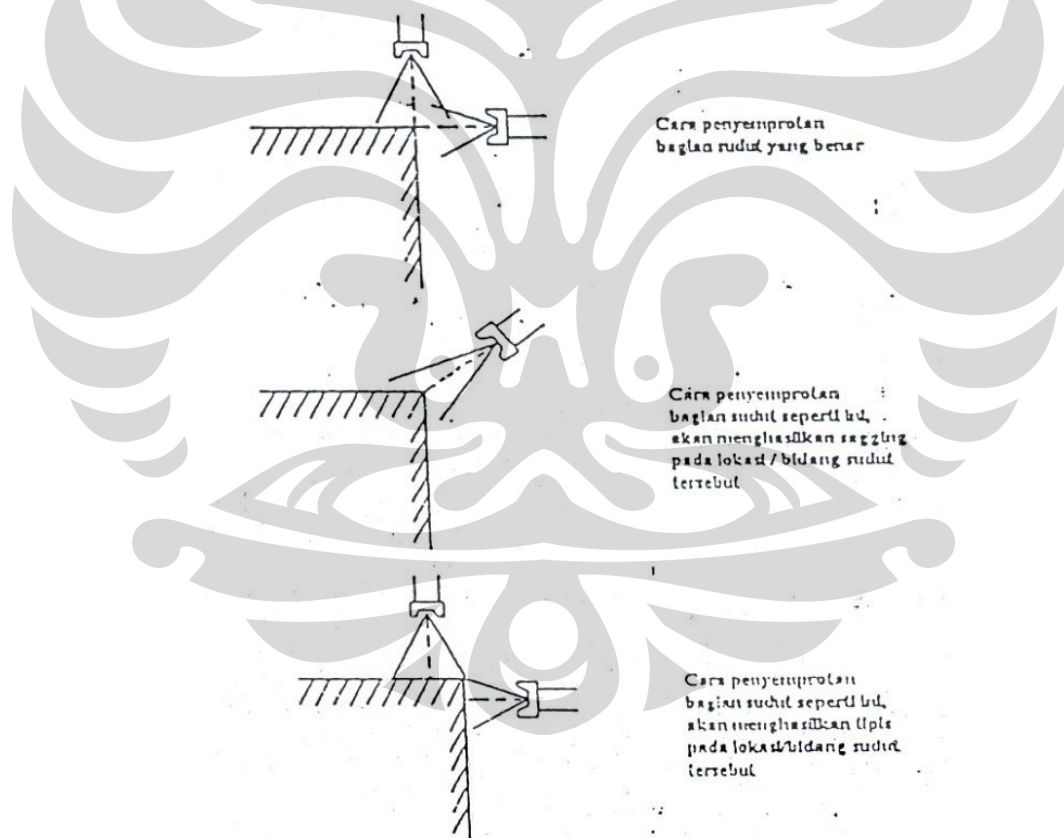 Cara penyemprotan
bagian sudut yang benar
Cara penyemprotan
bagian sudut seperti ini,
akan menghasilkan sagging
pada lokasi / bidang sudut
tersebut
Cara penyemprotan
bagian sudut seperti ini,
akan menghasilkan tipis
pada lokasi/bidang sudut
tersebut